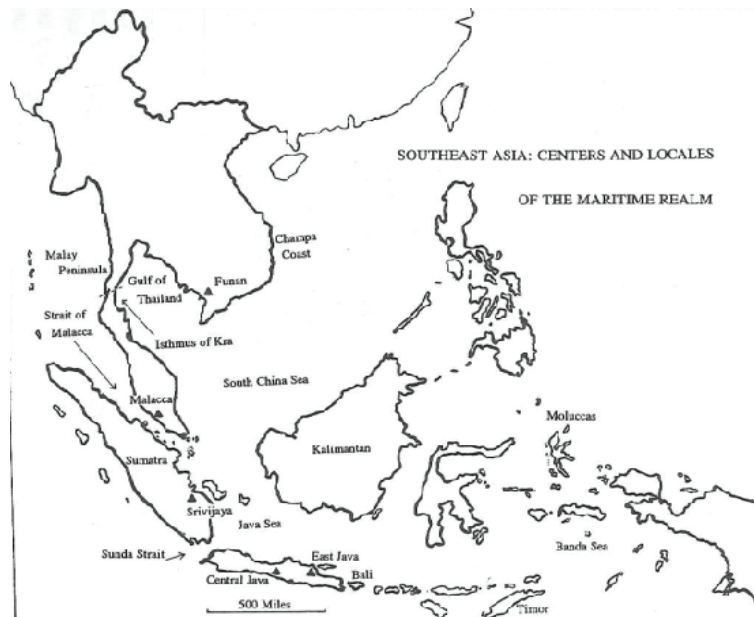 SOUTHEAST ASIA: CENTERS AND LOCALES
OF THE MARITIME REALM
Malay
Peninsula
Champa
Coast
Gulf of
Thailand
Funan
Strait of
Malacca
Isthmus of Kra
South China Sea
Malacca
Moluccas
Kalimantan
Sumatra
Srivijaya
Java Sea
Sunda Strait
East Java
Banda Sea
Central Java
Bali
500 Miles
Timor